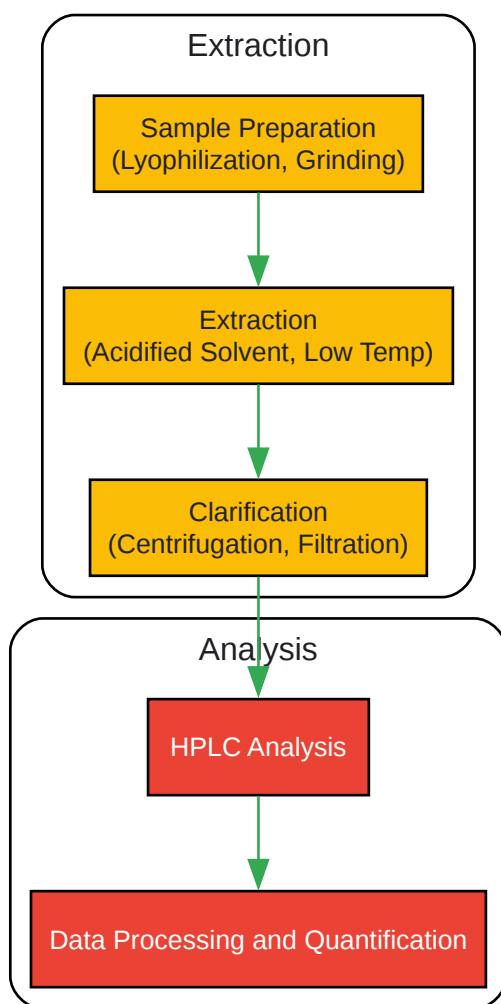 Extraction
Sample Preparation
(Lyophilization, Grinding)
Extraction
(Acidified Solvent, Low Temp)
Clarification
(Centrifugation, Filtration)
Analysis
HPLC Analysis
Data Processing and Quantification